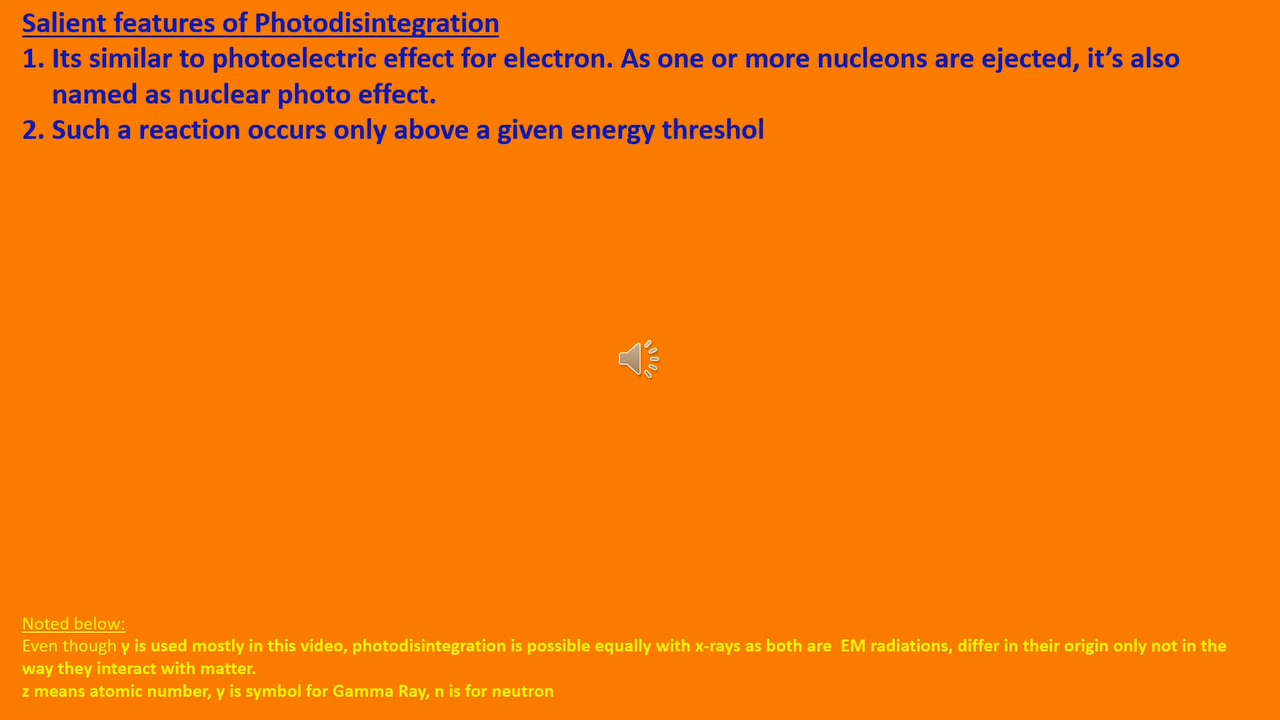 Salient features of Photodisintegration
1. Its similar to photoelectric effect for electron. As one or more nucleons are ejected, it’s also
named as nuclear photo effect.
2. Such a reaction occurs only above a given energy threshol
Noted below:
Even though γ is used mostly in this video, photodisintegration is possible equally with x-rays as both are EM radiations, differ in their origin only not in the
way they interact with matter.
z means atomic number, γ is symbol for Gamma Ray, n is for neutron